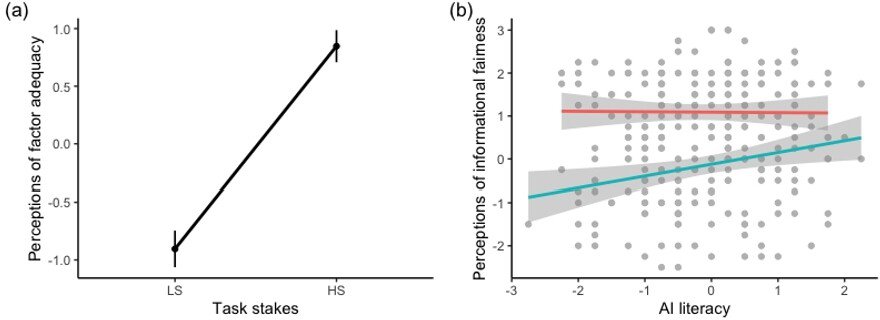 (a)
Perceptions of factor adequacy
1.0
0.5
0.0
-0.5
-1.0
LS
HS
Task stakes
(b)
Perceptions of informational fairness
3
2
1
0
-1
-2
-3
-2
-1
0
1
2
AI literacy